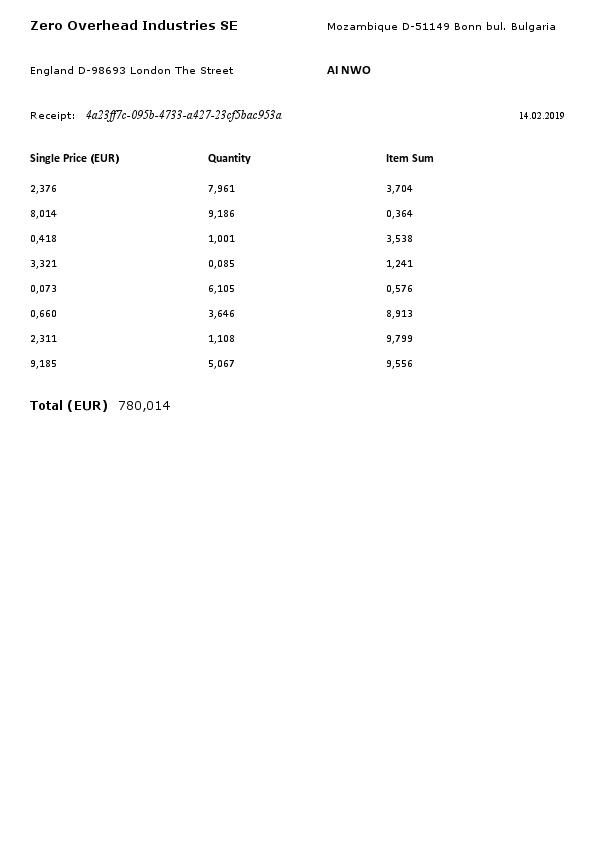 Zero Overhead Industries SE Mozambique D-51149 Bonn bul. Bulgaria
England D-98693 London The Street AI NWO
Receipt: 4a23ff7c-095b-4733-a427-23cf5bac953a 14.02.2019
Single Price (EUR) Quantity Item Sum
2,376 7,961 3,704
8,014 9,186 0,364
0,418 1,001 3,538
3,321 0,085 1,241
0,073 6,105 0,576
0,660 3,646 8,913
2,311 1,108 9,799
9,185 5,067 9,556
Total (EUR) 780,014